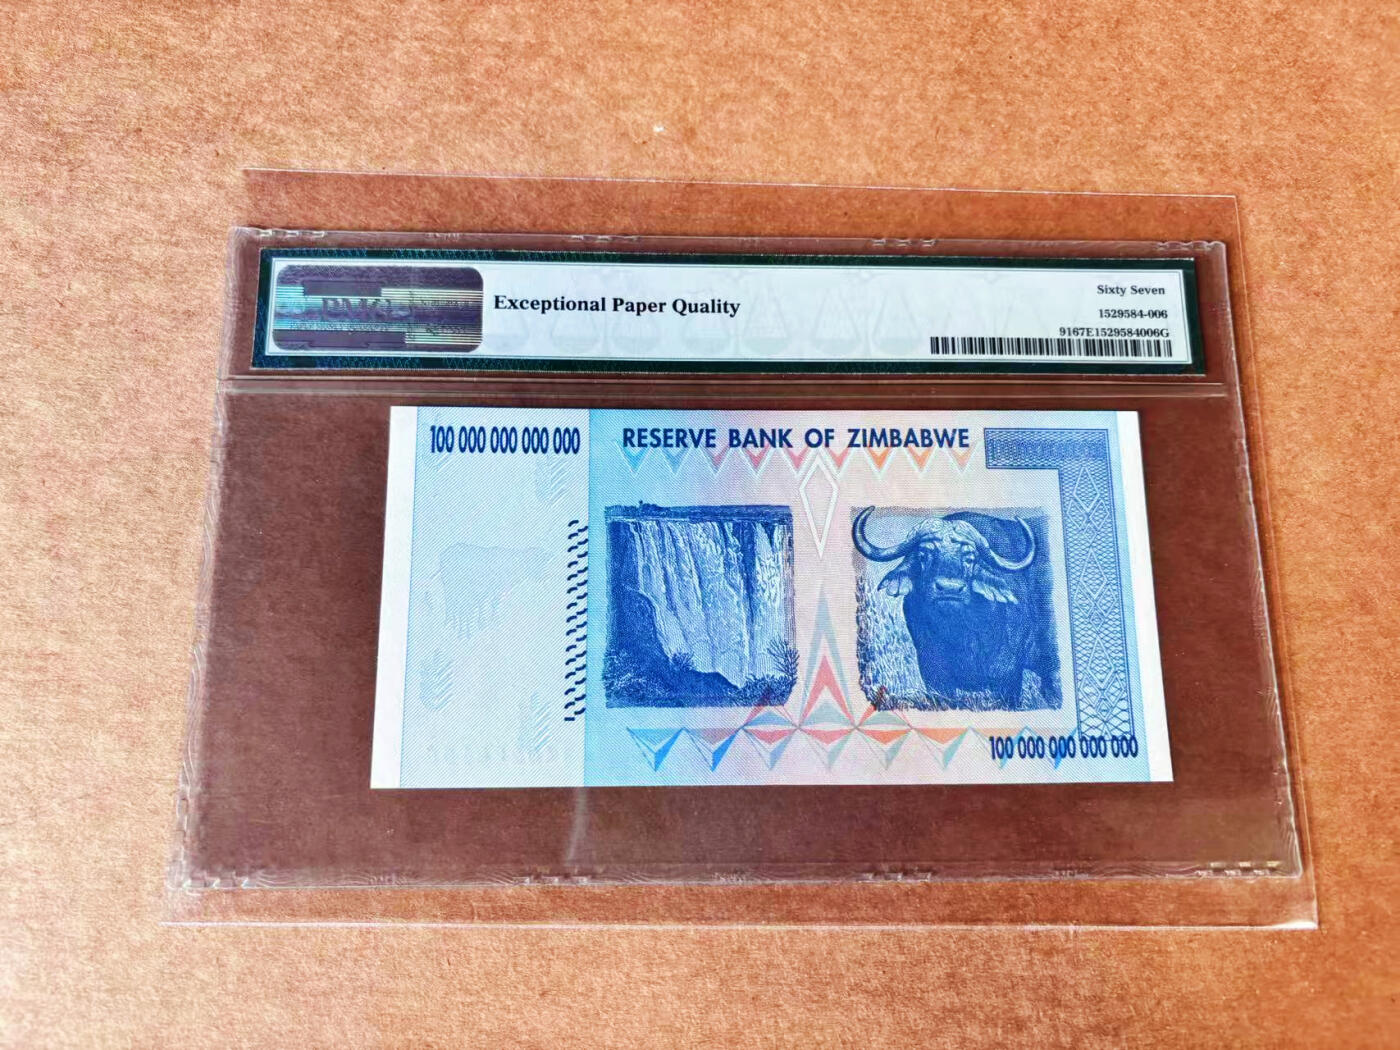 PMG
Exceptional Paper Quality
Sixty Seven
1529584-006
9167E1529584006G
100 000 000 000 000
RESERVE BANK OF ZIMBABWE
100 000 000 000 000